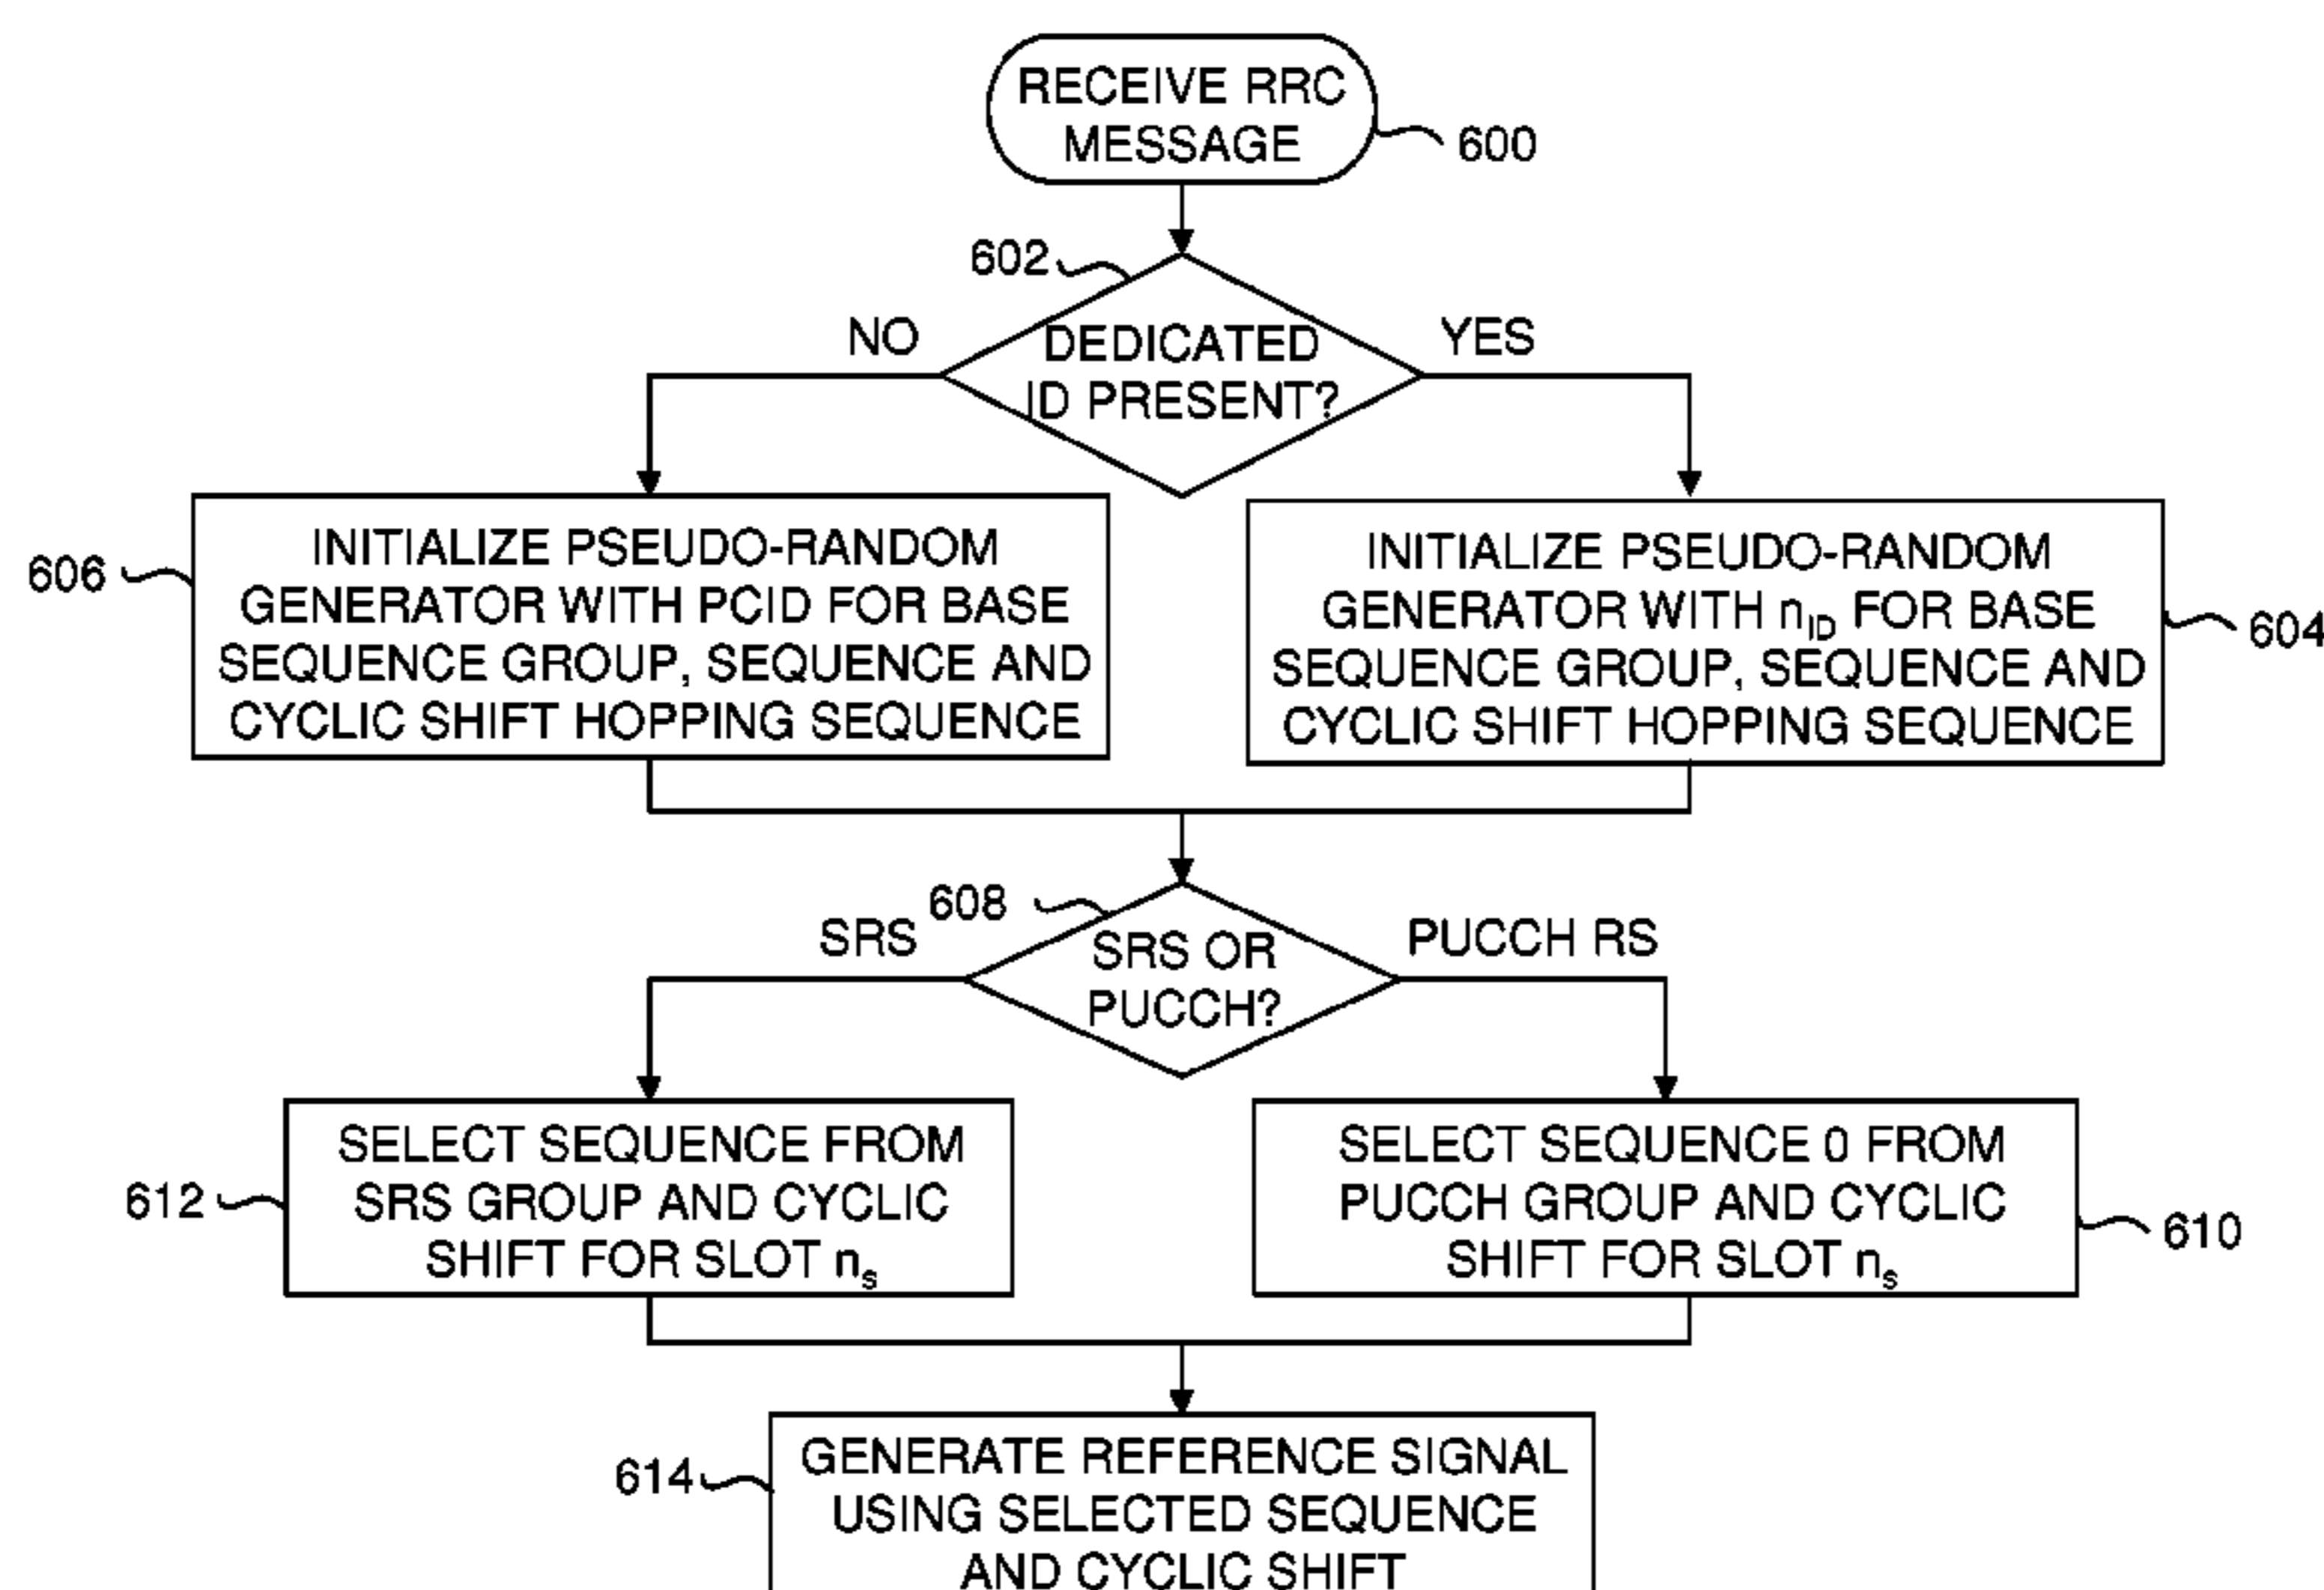 RECEIVE RRC
MESSAGE
600
602
NO
YES
DEDICATED
ID PRESENT?
606
INITIALIZE PSEUDO-RANDOM
GENERATOR WITH PCID FOR BASE
SEQUENCE GROUP, SEQUENCE AND
CYCLIC SHIFT HOPPING SEQUENCE
INITIALIZE PSEUDO-RANDOM
GENERATOR WITH nID FOR BASE
SEQUENCE GROUP, SEQUENCE AND
CYCLIC SHIFT HOPPING SEQUENCE
604
608
SRS
PUCCH RS
SRS OR
PUCCH?
612
SELECT SEQUENCE FROM
SRS GROUP AND CYCLIC
SHIFT FOR SLOT ns
SELECT SEQUENCE 0 FROM
PUCCH GROUP AND CYCLIC
SHIFT FOR SLOT ns
610
614
GENERATE REFERENCE SIGNAL
USING SELECTED SEQUENCE
AND CYCLIC SHIFT